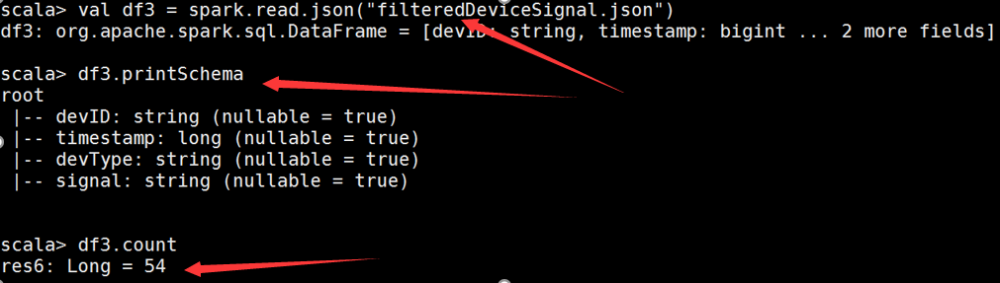 scala> val df3 = spark.read.json("filteredDeviceSignal.json")
df3: org.apache.spark.sql.DataFrame = [devID: string, timestamp: bigint ... 2 more fields]
scala> df3.printSchema
root
|-- devID: string (nullable = true)
|-- timestamp: long (nullable = true)
|-- devType: string (nullable = true)
|-- signal: string (nullable = true)
scala> df3.count
res6: Long = 54